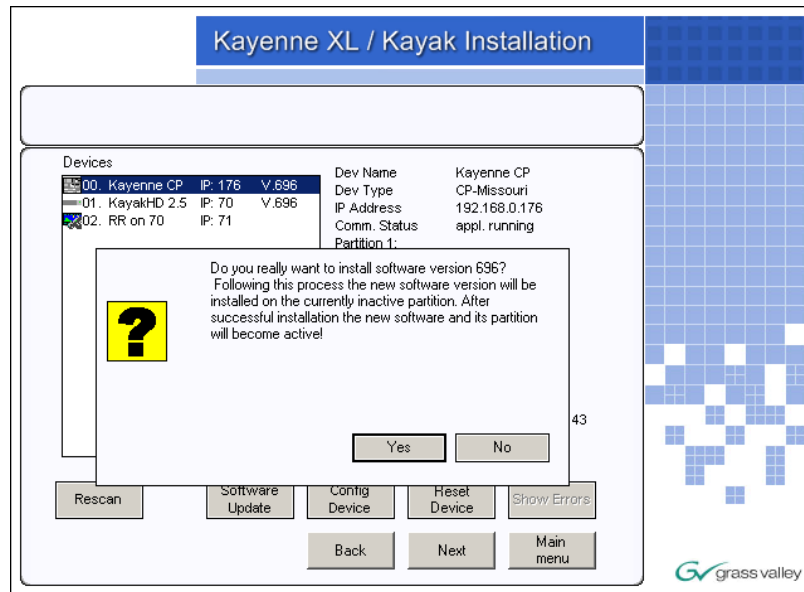 Kayenne XL / Kayak Installation
Devices
00. Kayenne CP IP: 176 V.696
01. KayakHD 2.5 IP: 70 V.696
02. RR on 70 IP: 71
Dev Name Kayenne CP
Dev Type CP-Missouri
IP Address 192.168.0.176
Comm. Status appl. running
Partition 1:
Do you really want to install software version 696?
Following this process the new software version will be
installed on the currently inactive partition. After
successful installation the new software and its partition
will become active!
?
43
Yes No
Rescan
Software
Update
Config
Device
Reset
Device
Show Errors
Back
Next
Main
menu
GV grass valley